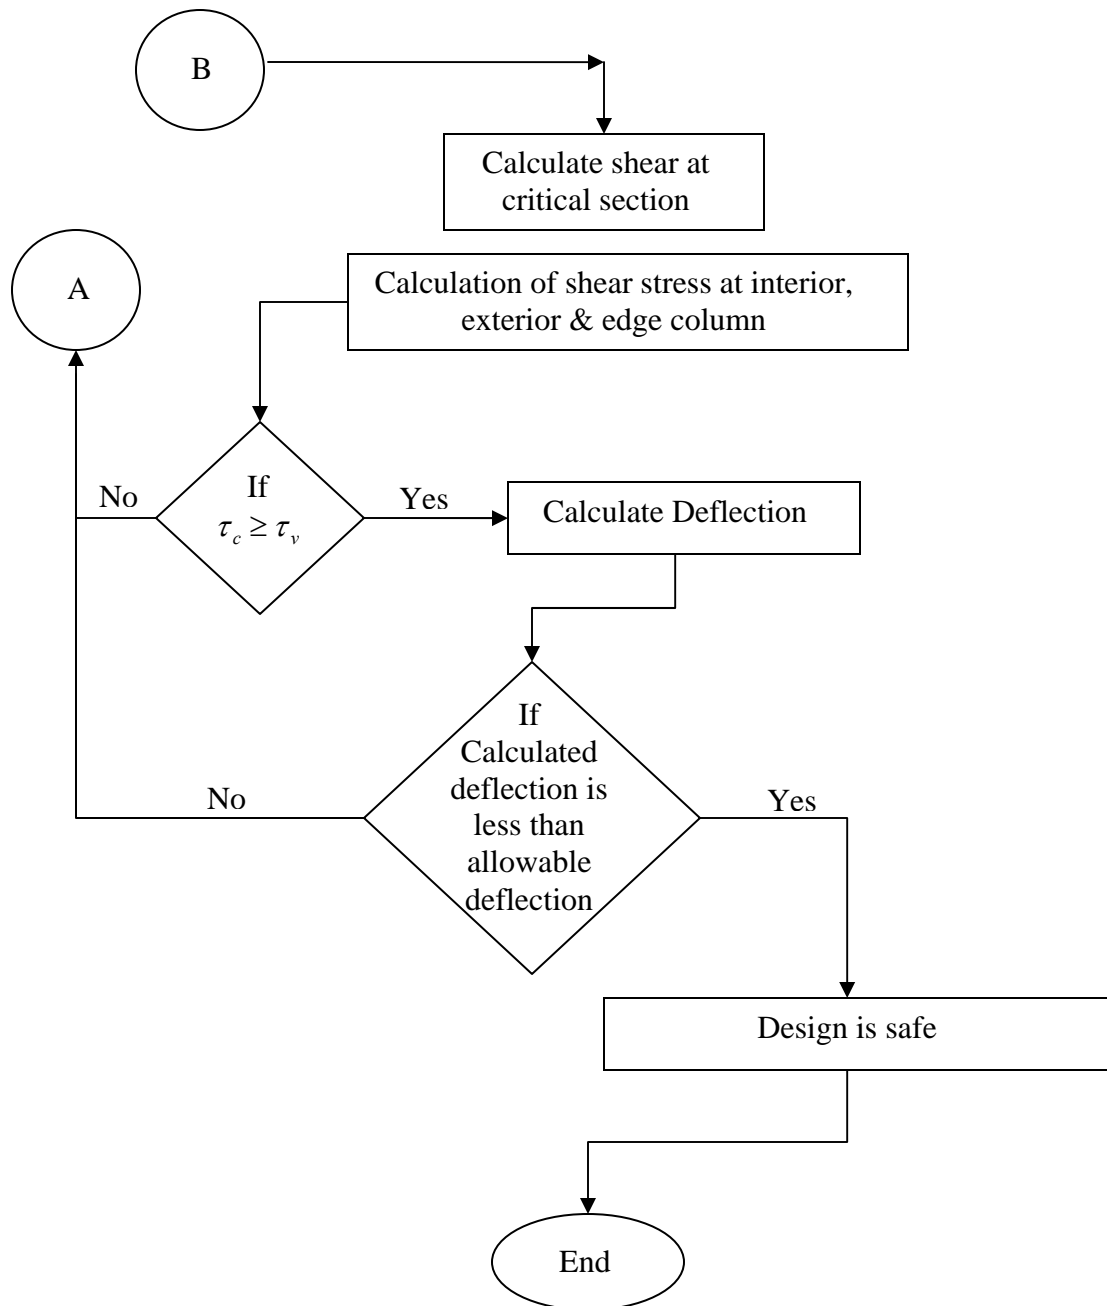 B
Calculate shear at
critical section
A
Calculation of shear stress at interior,
exterior & edge column
No
If
τc ≥ τv
Yes
Calculate Deflection
If
Calculated
deflection is
less than
allowable
deflection
No
Yes
Design is safe
End